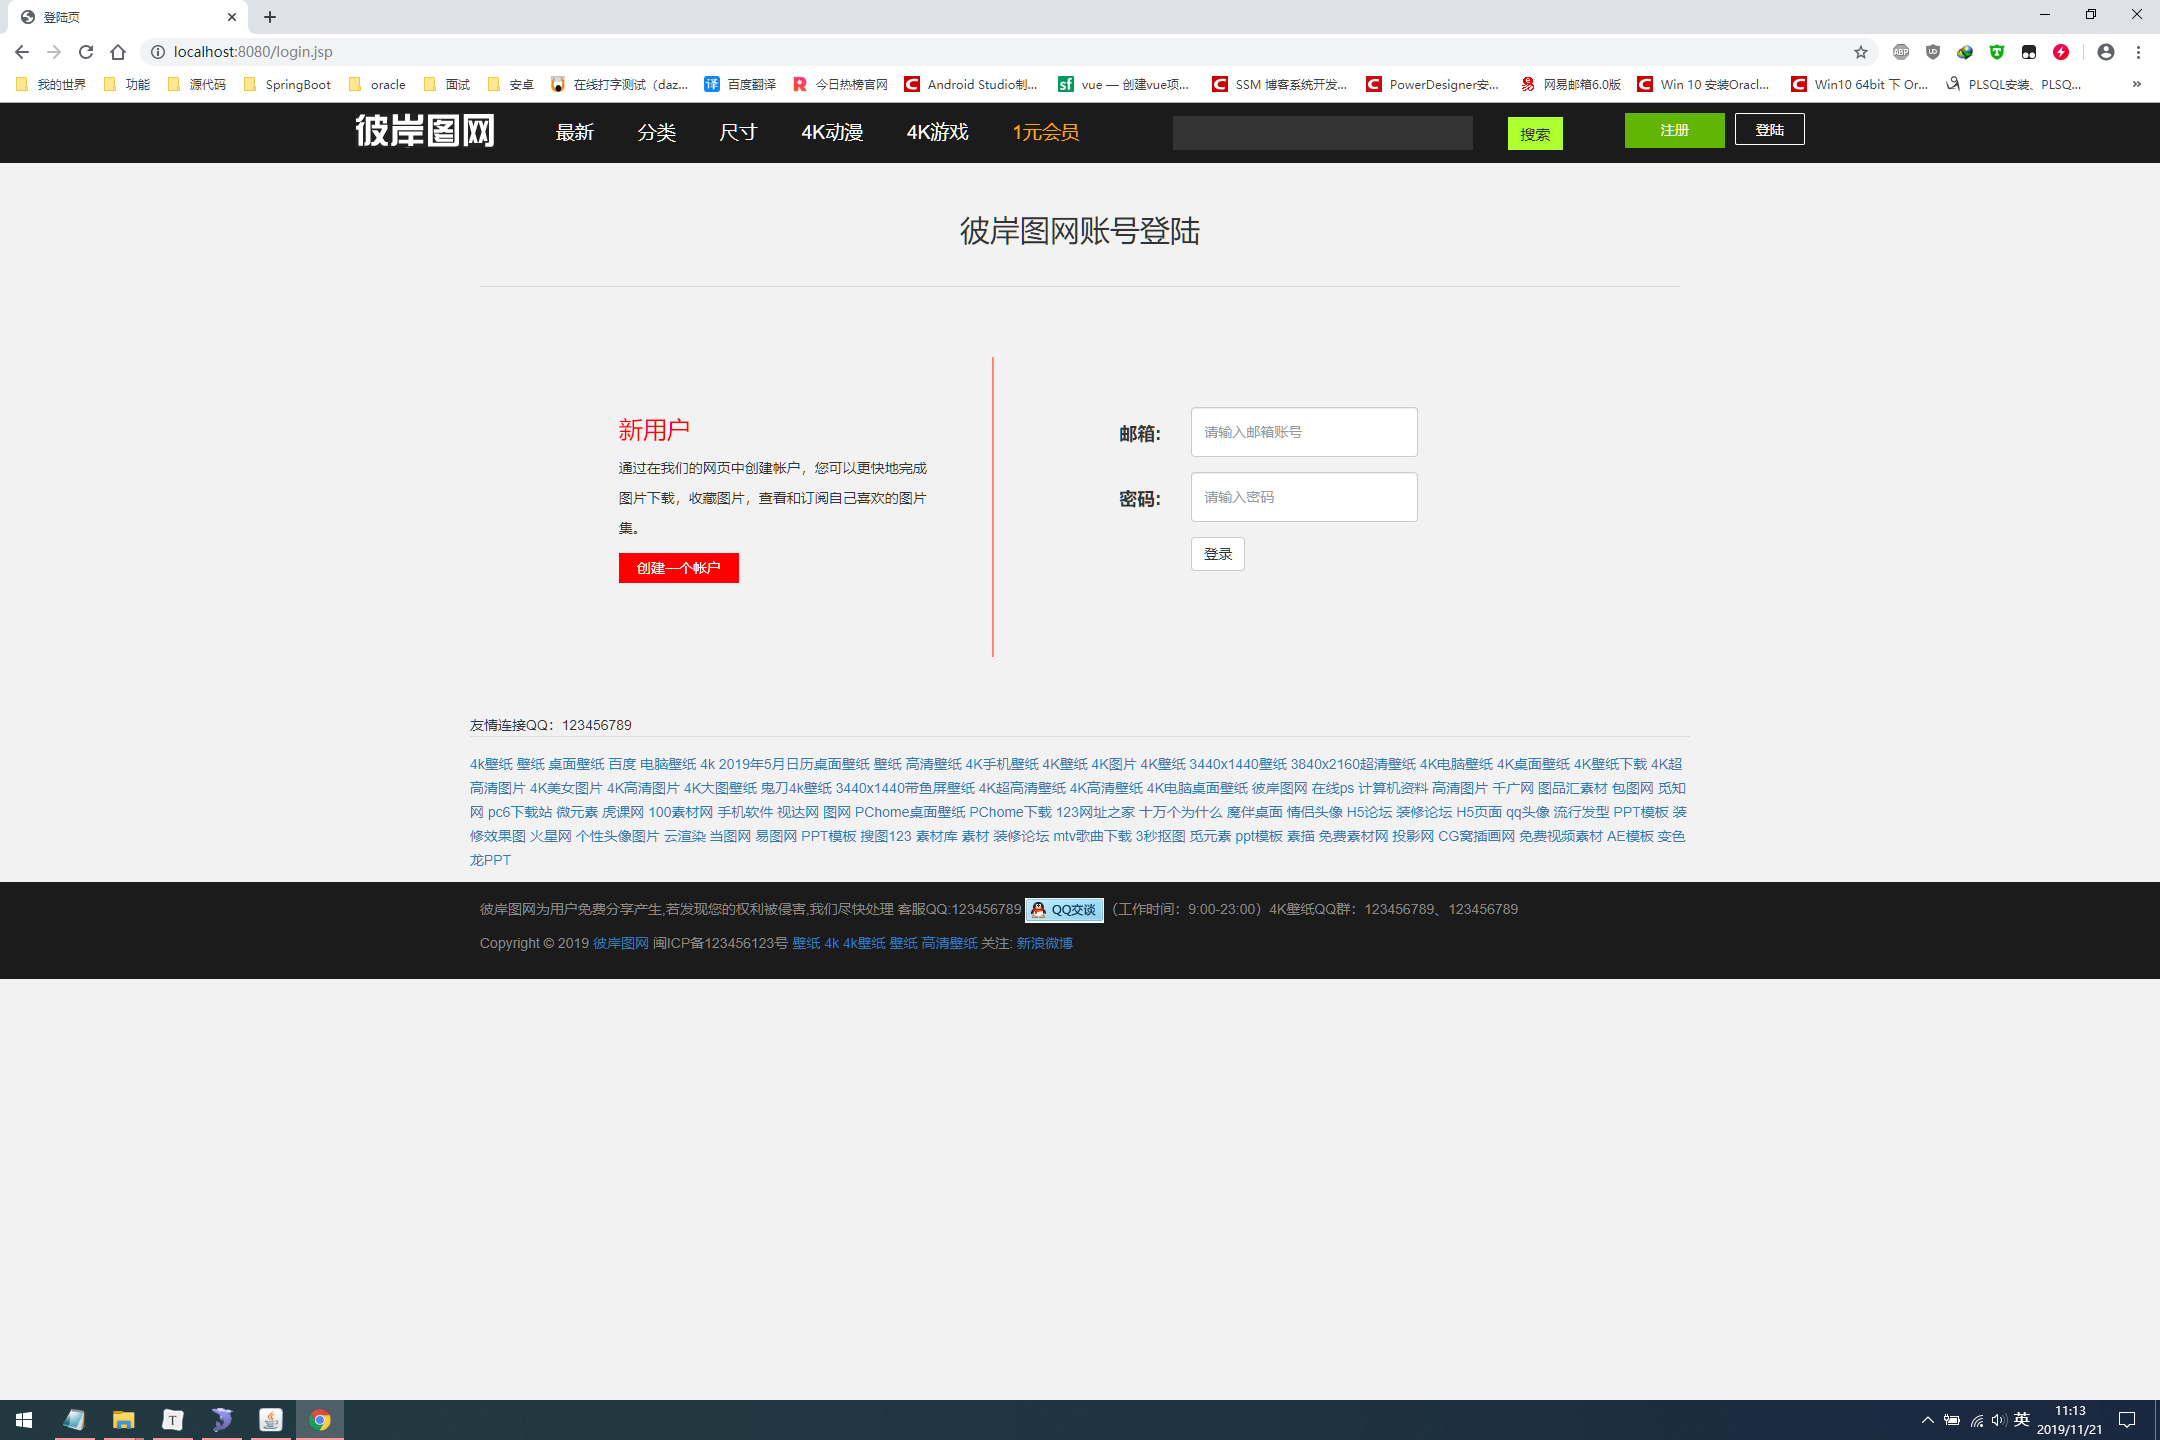 登陆页
localhost:8080/login.jsp
我的世界 功能 源代码 SpringBoot oracle 面试 安卓 在线打字测试（daz... 百度翻译 今日热榜官网 Android Studio制... vue — 创建vue项... SSM 博客系统开发... PowerDesigner安... 网易邮箱6.0版 Win 10 安装Oracl... Win10 64bit 下 Or... PLSQL安装、PLSQ...
彼岸图网 最新 分类 尺寸 4K动漫 4K游戏 1元会员 搜索 注册 登陆
彼岸图网账号登陆
新用户
通过在我们的网页中创建帐户，您可以更快地完成
图片下载，收藏图片，查看和订阅自己喜欢的图片
集。
创建一个帐户
邮箱: 请输入邮箱账号
密码: 请输入密码
登录
友情连接QQ：123456789
4k壁纸 壁纸 桌面壁纸 百度 电脑壁纸 4k 2019年5月日历桌面壁纸 壁纸 高清壁纸 4K手机壁纸 4K壁纸 4K图片 4K壁纸 3440x1440壁纸 3840x2160超清壁纸 4K电脑壁纸 4K桌面壁纸 4K壁纸下载 4K超
高清图片 4K美女图片 4K高清图片 4K大图壁纸 鬼刀4k壁纸 3440x1440带鱼屏壁纸 4K超高清壁纸 4K高清壁纸 4K电脑桌面壁纸 彼岸图网 在线ps 计算机资料 高清图片 千广网 图品汇素材 包图网 觅知
网 pc6下载站 微元素 虎课网 100素材网 手机软件 视达网 图网 PChome桌面壁纸 PChome下载 123网址之家 十万个为什么 魔伴桌面 情侣头像 H5论坛 装修论坛 H5页面 qq头像 流行发型 PPT模板 装
修效果图 火星网 个性头像图片 云渲染 当图网 易图网 PPT模板 搜图123 素材库 素材 装修论坛 mtv歌曲下载 3秒抠图 觅元素 ppt模板 素描 免费素材网 投影网 CG窝插画网 免费视频素材 AE模板 变色
龙PPT
彼岸图网为用户免费分享产生,若发现您的权利被侵害,我们尽快处理 客服QQ:123456789 QQ交谈 （工作时间：9:00-23:00）4K壁纸QQ群：123456789、123456789
Copyright © 2019 彼岸图网 闽ICP备123456123号 壁纸 4k 4k壁纸 壁纸 高清壁纸 关注: 新浪微博
英 11:13
2019/11/21